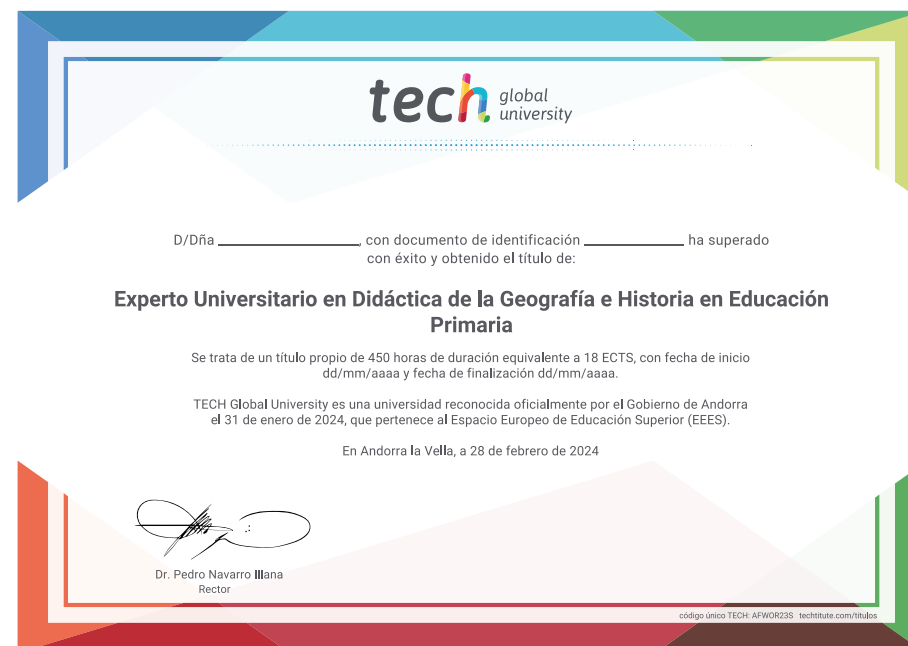 tech global university
D/Dña ____________________, con documento de identificación ______________ ha superado
con éxito y obtenido el título de:
Experto Universitario en Didáctica de la Geografía e Historia en Educación
Primaria
Se trata de un título propio de 450 horas de duración equivalente a 18 ECTS, con fecha de inicio
dd/mm/aaaa y fecha de finalización dd/mm/aaaa.
TECH Global University es una universidad reconocida oficialmente por el Gobierno de Andorra
el 31 de enero de 2024, que pertenece al Espacio Europeo de Educación Superior (EEES).
En Andorra la Vella, a 28 de febrero de 2024
Dr. Pedro Navarro Illana
Rector
código único TECH: AFWOR23S techtitute.com/titulos